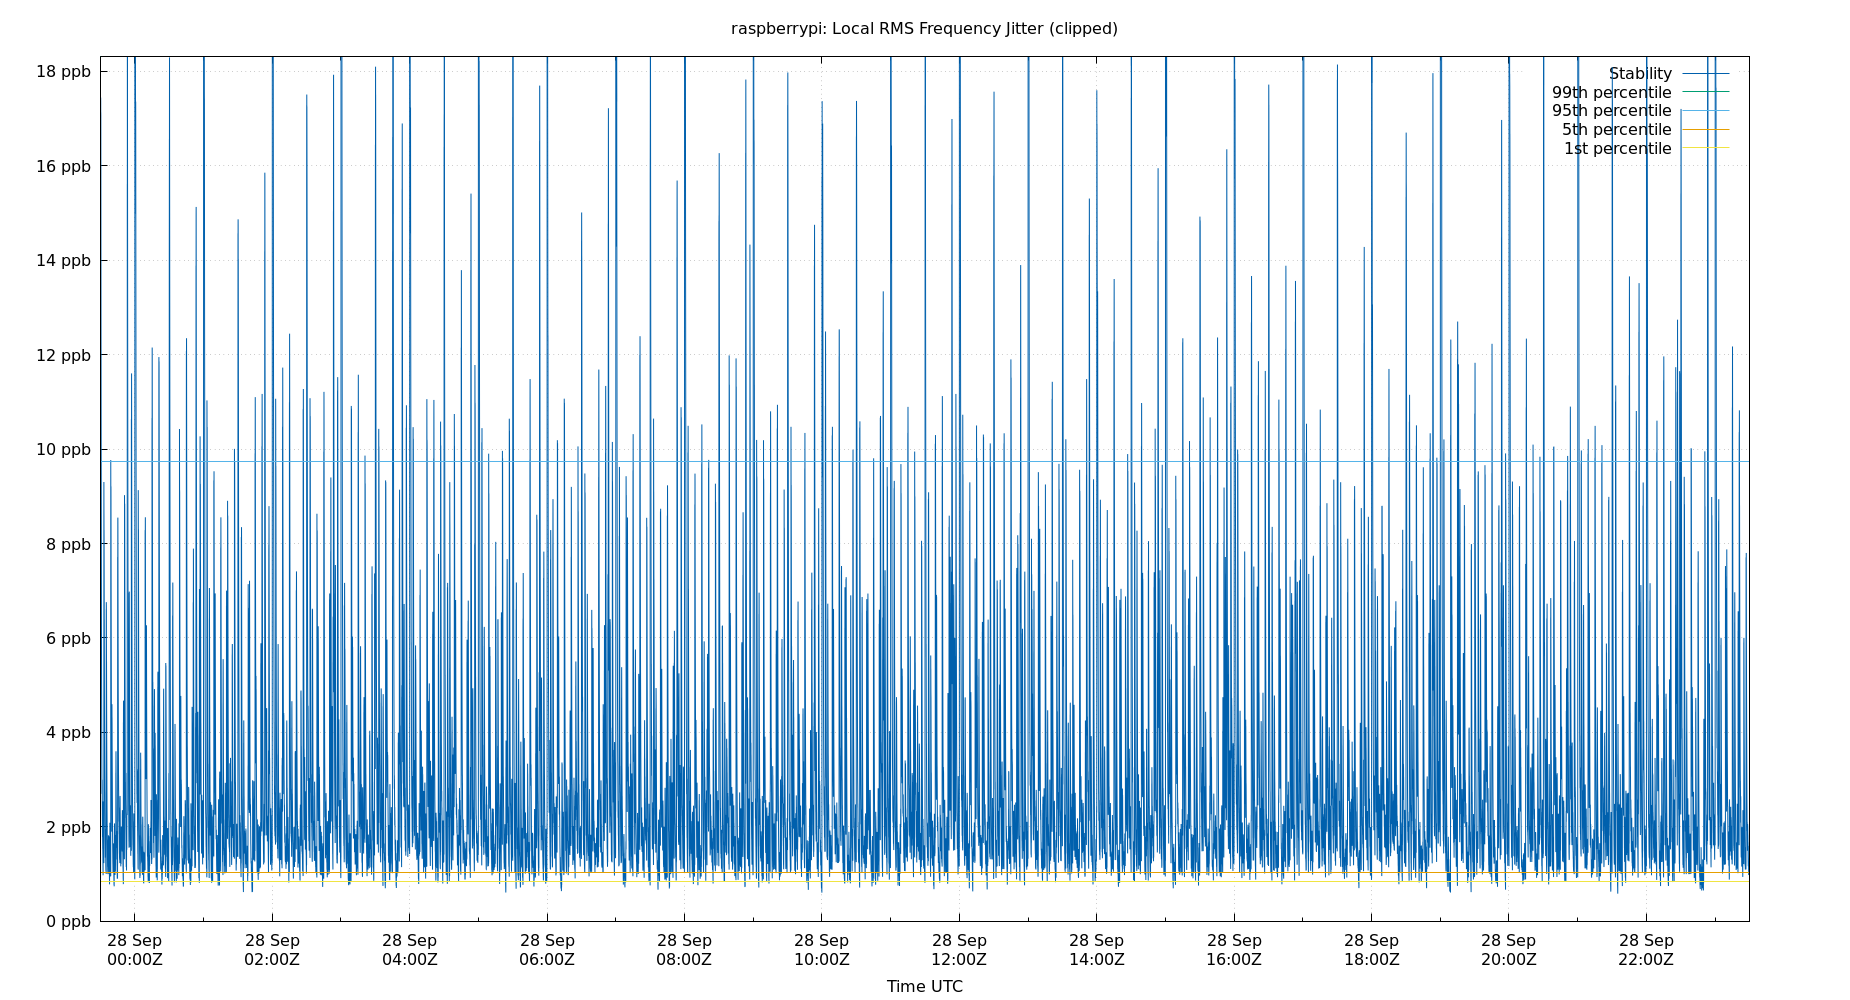 raspberrypi: Local RMS Frequency Jitter (clipped)
18 ppb
16 ppb
14 ppb
12 ppb
10 ppb
8 ppb
6 ppb
4 ppb
2 ppb
0 ppb
Stability
99th percentile
95th percentile
5th percentile
1st percentile
28 Sep 28 Sep 28 Sep 28 Sep 28 Sep 28 Sep 28 Sep 28 Sep 28 Sep 28 Sep 28 Sep 28 Sep
00:00Z 02:00Z 04:00Z 06:00Z 08:00Z 10:00Z 12:00Z 14:00Z 16:00Z 18:00Z 20:00Z 22:00Z
Time UTC